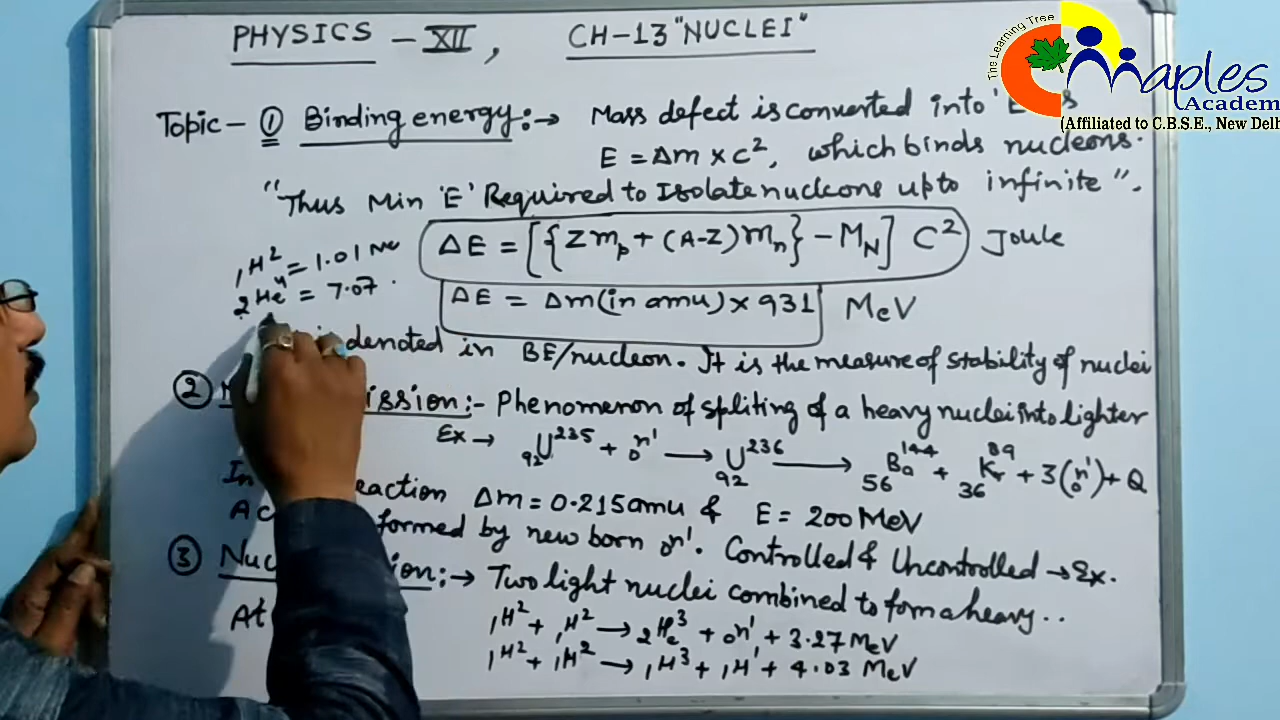 PHYSICS - XII, CH-13 "NUCLEI"
The Learning Tree
Maples Academ
(Affiliated to C.B.S.E., New Delh
Topic - ① Binding energy :→ Mass defect is converted into 'E'
E = Δm × c², which binds nucleons.
"Thus Min 'E' Required to Isolate nucleons upto infinite".
ΔE = [{Zmp + (A-Z)mn} - MN] C² Joule
₁H² = 1.01 Me
₂He⁴ = 7.07
ΔE = Δm (in amu) × 931 MeV
denoted in BE/nucleon. It is the measure of stability of nuclei
② ission :- Phenomenon of spliting of a heavy nuclei into lighter
Ex → ₉₂U²³⁵ + ₀n¹ → ₉₂U²³⁶ → ₅₆Ba¹⁴⁴ + ₃₆Kr⁸⁹ + 3(₀n¹) + Q
In eaction Δm = 0.215amu & E = 200 MeV
formed by new born ₀n¹. Controlled & Uncontrolled → Ex.
③ Nuc ion :→ Two light nuclei combined to form a heavy..
At
₁H² + ₁H² → ₂He³ + ₀n¹ + 3.27 MeV
₁H² + ₁H² → ₁H³ + ₁H¹ + 4.03 MeV